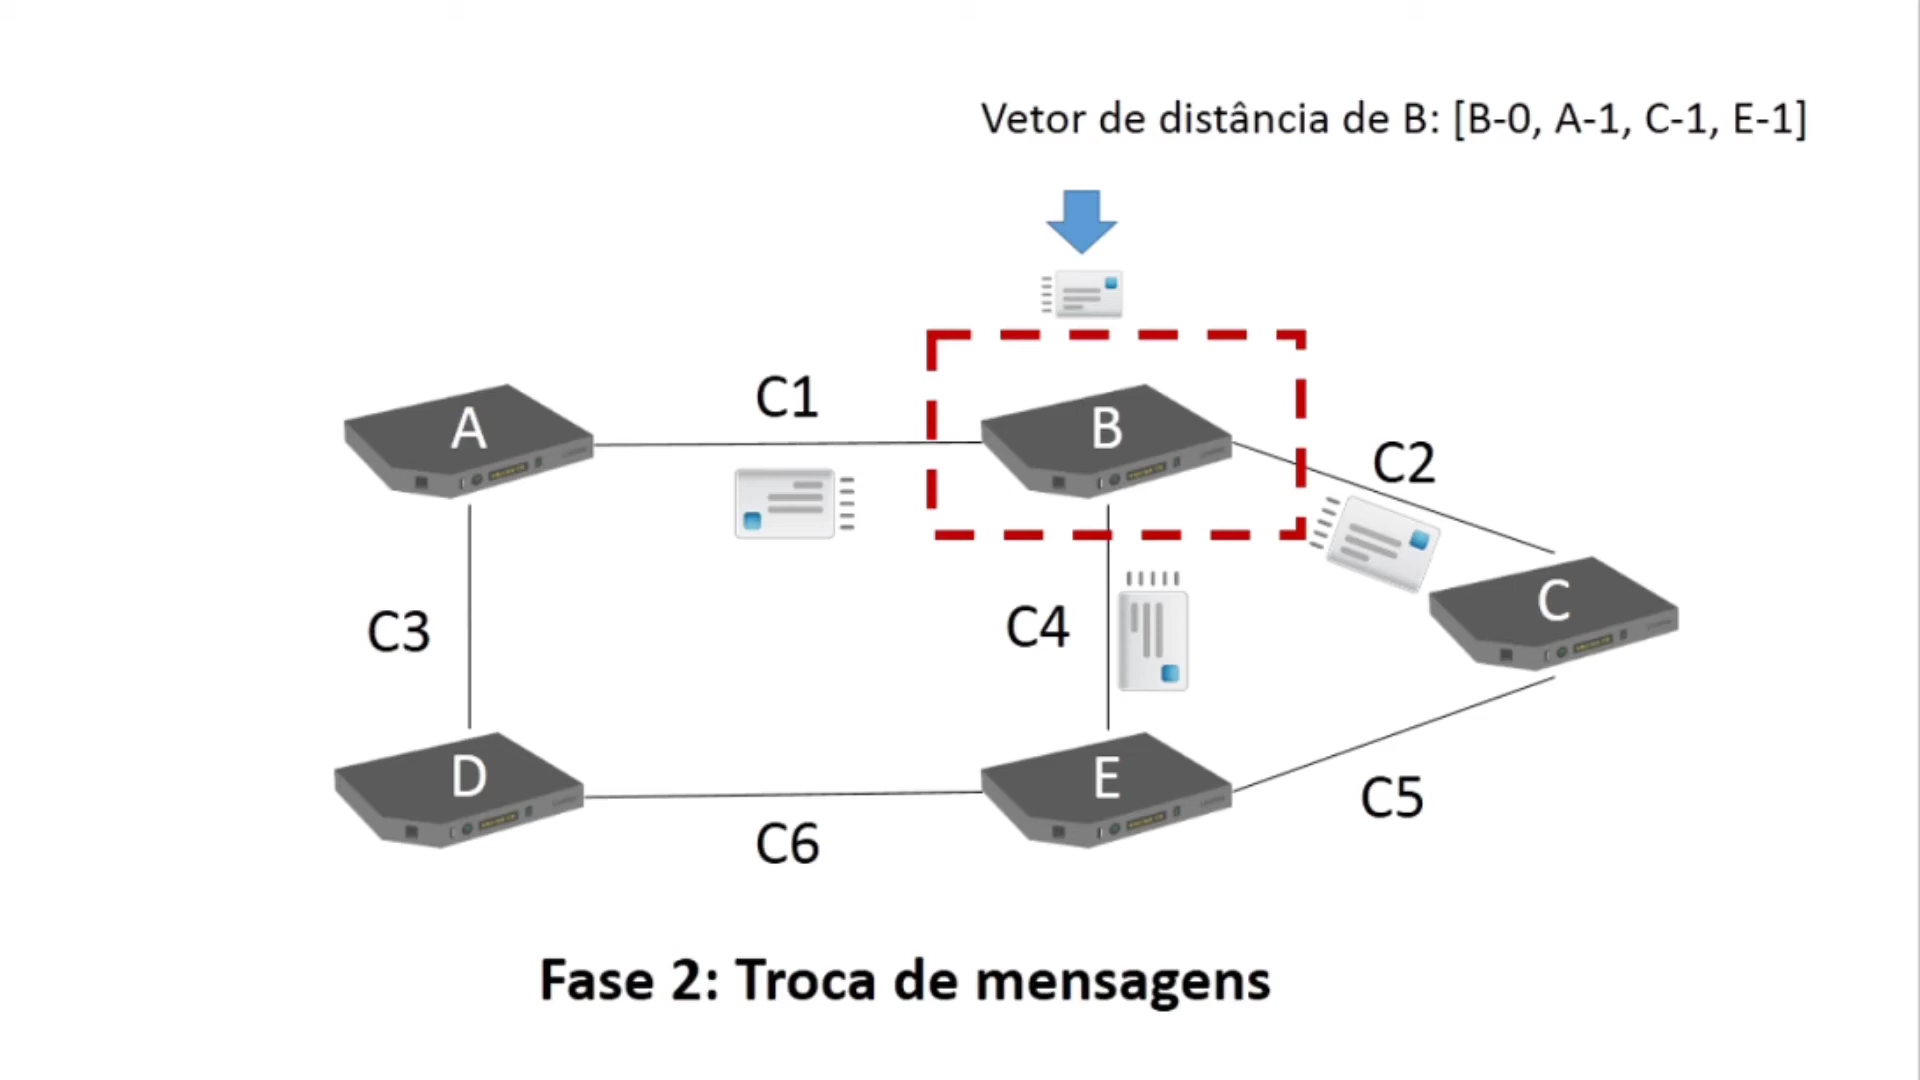 Vetor de distância de B: [B-0, A-1, C-1, E-1]
A
C1
B
C2
C3
C4
C
D
E
C5
C6
Fase 2: Troca de mensagens